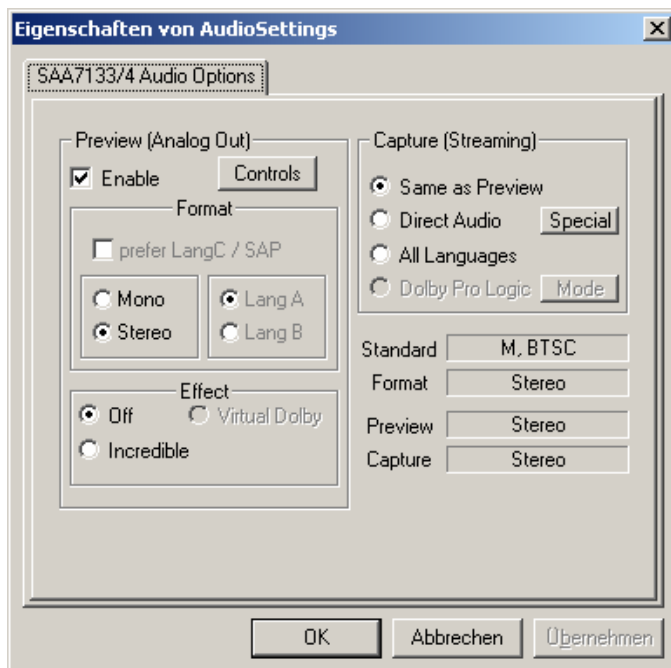 Eigenschaften von AudioSettings
SAA7133/4 Audio Options
Preview (Analog Out)
Enable
Controls
Format
prefer LangC / SAP
Mono
Stereo
Lang A
Lang B
Effect
Off
Virtual Dolby
Incredible
Capture (Streaming)
Same as Preview
Direct Audio
Special
All Languages
Dolby Pro Logic
Mode
Standard
M, BTSC
Format
Stereo
Preview
Stereo
Capture
Stereo
OK
Abbrechen
Übernehmen